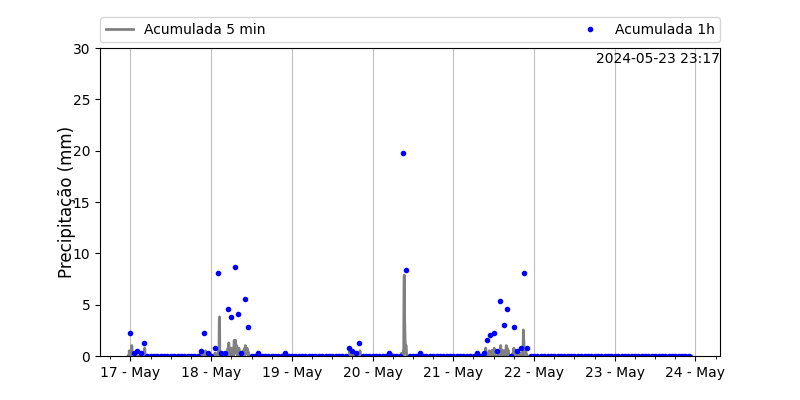 Acumulada 5 min Acumulada 1h
2024-05-23 23:17
Precipitação (mm)
30
25
20
15
10
5
0
17 - May 18 - May 19 - May 20 - May 21 - May 22 - May 23 - May 24 - May